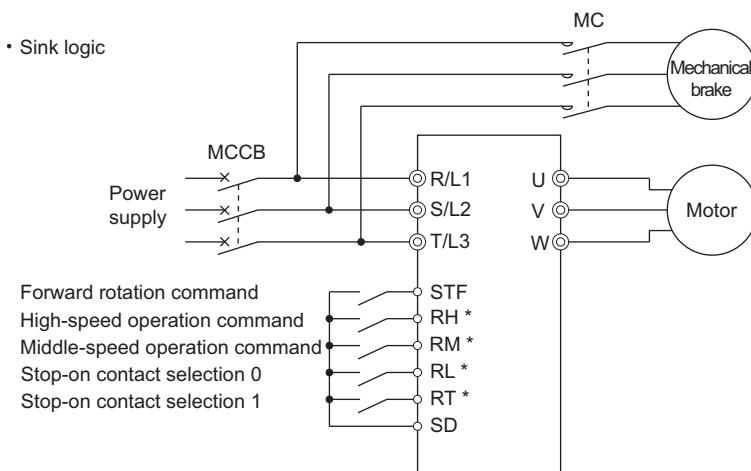 • Sink logic
MC
Mechanical
brake
MCCB
Power
supply
R/L1
S/L2
T/L3
U
V
W
Motor
Forward rotation command
High-speed operation command
Middle-speed operation command
Stop-on contact selection 0
Stop-on contact selection 1
STF
RH *
RM *
RL *
RT *
SD